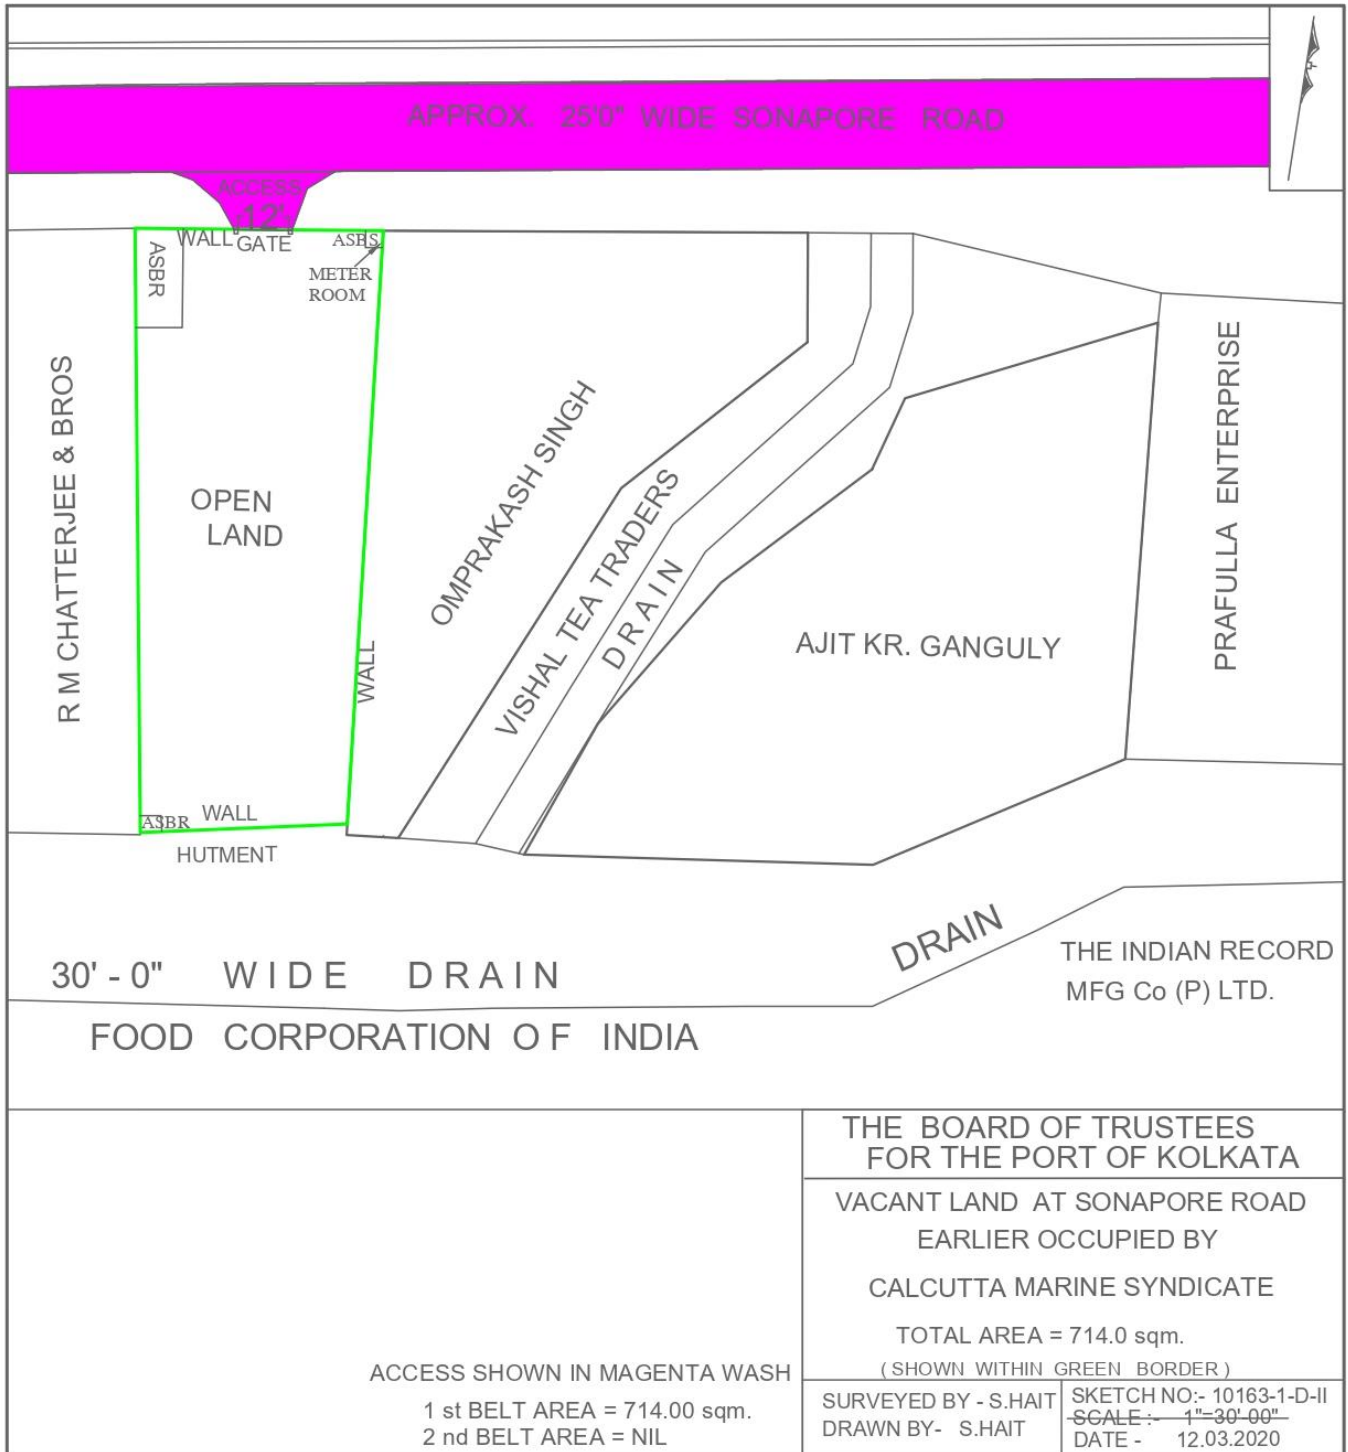 APPROX. 25'0" WIDE SONAPORE ROAD
ACCESS
12'
WALL
GATE
ASBS
ASBR
METER
ROOM
R M CHATTERJEE & BROS
OPEN
LAND
WALL
OMPRAKASH SINGH
VISHAL TEA TRADERS
DRAIN
AJIT KR. GANGULY
PRAFULLA ENTERPRISE
ASBR
WALL
HUTMENT
30' - 0" WIDE DRAIN
DRAIN
THE INDIAN RECORD
MFG Co (P) LTD.
FOOD CORPORATION OF INDIA
THE BOARD OF TRUSTEES
FOR THE PORT OF KOLKATA
VACANT LAND AT SONAPORE ROAD
EARLIER OCCUPIED BY
CALCUTTA MARINE SYNDICATE
TOTAL AREA = 714.0 sqm.
( SHOWN WITHIN GREEN BORDER )
ACCESS SHOWN IN MAGENTA WASH
1 st BELT AREA = 714.00 sqm.
2 nd BELT AREA = NIL
SURVEYED BY - S.HAIT
DRAWN BY- S.HAIT
SKETCH NO:- 10163-1-D-II
SCALE :- 1"=30'-00"
DATE - 12.03.2020